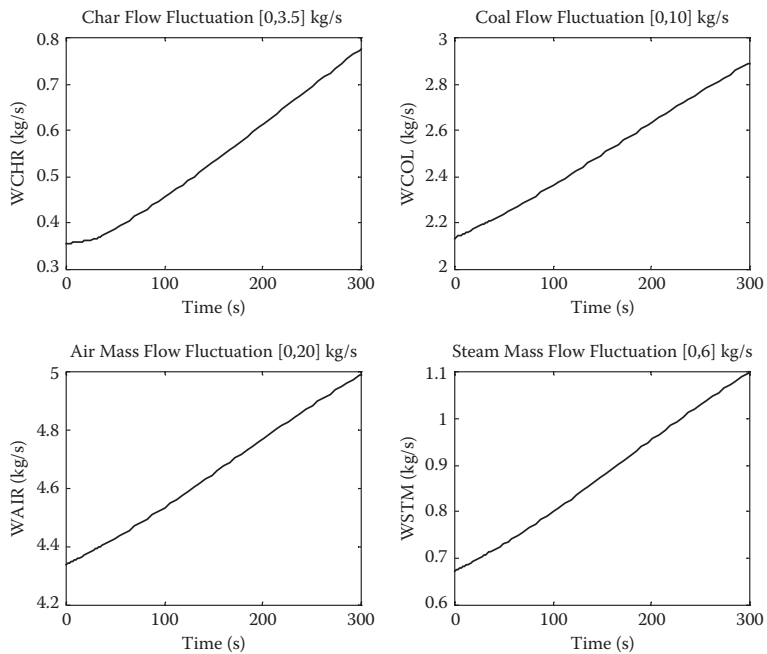 Char Flow Fluctuation [0,3.5] kg/s
0.8
0.7
0.6
0.5
0.4
0.3
WCHR (kg/s)
0 100 200 300
Time (s)
Coal Flow Fluctuation [0,10] kg/s
3
2.8
2.6
2.4
2.2
2
WCOL (kg/s)
0 100 200 300
Time (s)
Air Mass Flow Fluctuation [0,20] kg/s
5
4.8
4.6
4.4
4.2
WAIR (kg/s)
0 100 200 300
Time (s)
Steam Mass Flow Fluctuation [0,6] kg/s
1.1
1
0.9
0.8
0.7
0.6
WSTM (kg/s)
0 100 200 300
Time (s)